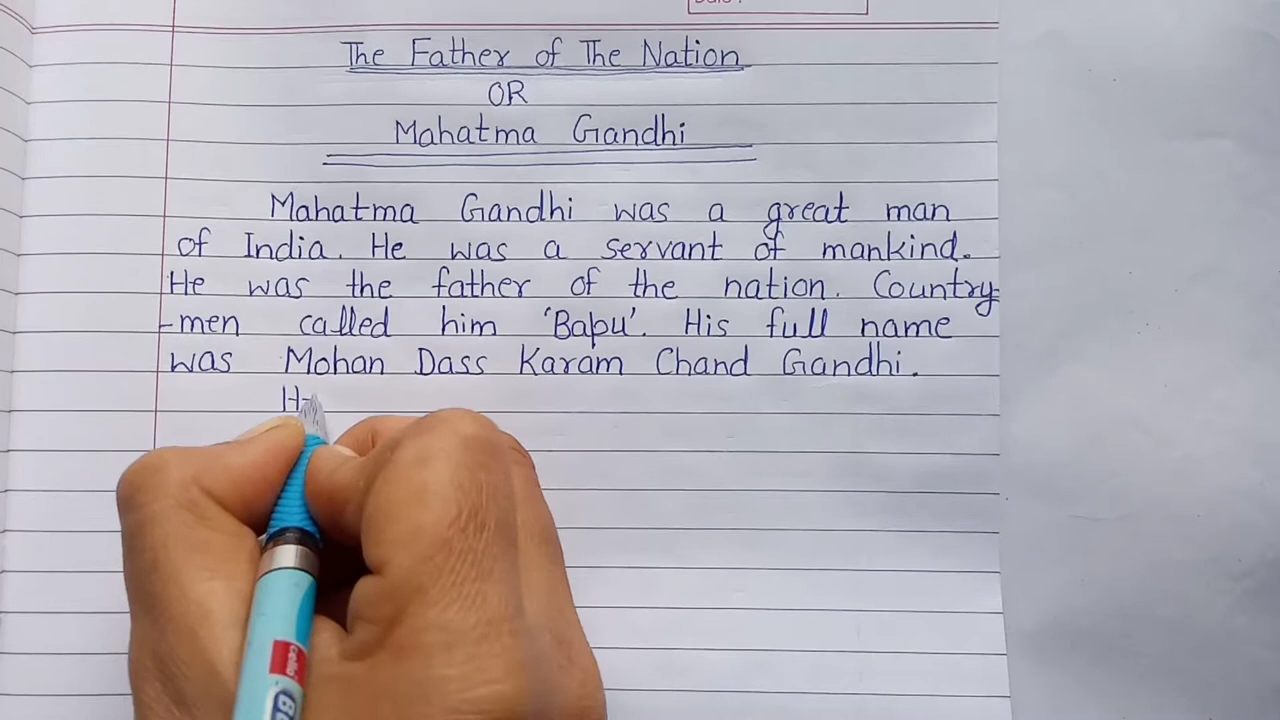 The Father of The Nation
OR
Mahatma Gandhi
Mahatma Gandhi was a great man
of India. He was a servant of mankind.
He was the father of the nation. Country-
-men called him 'Bapu'. His full name
was Mohan Dass Karam Chand Gandhi.
cello